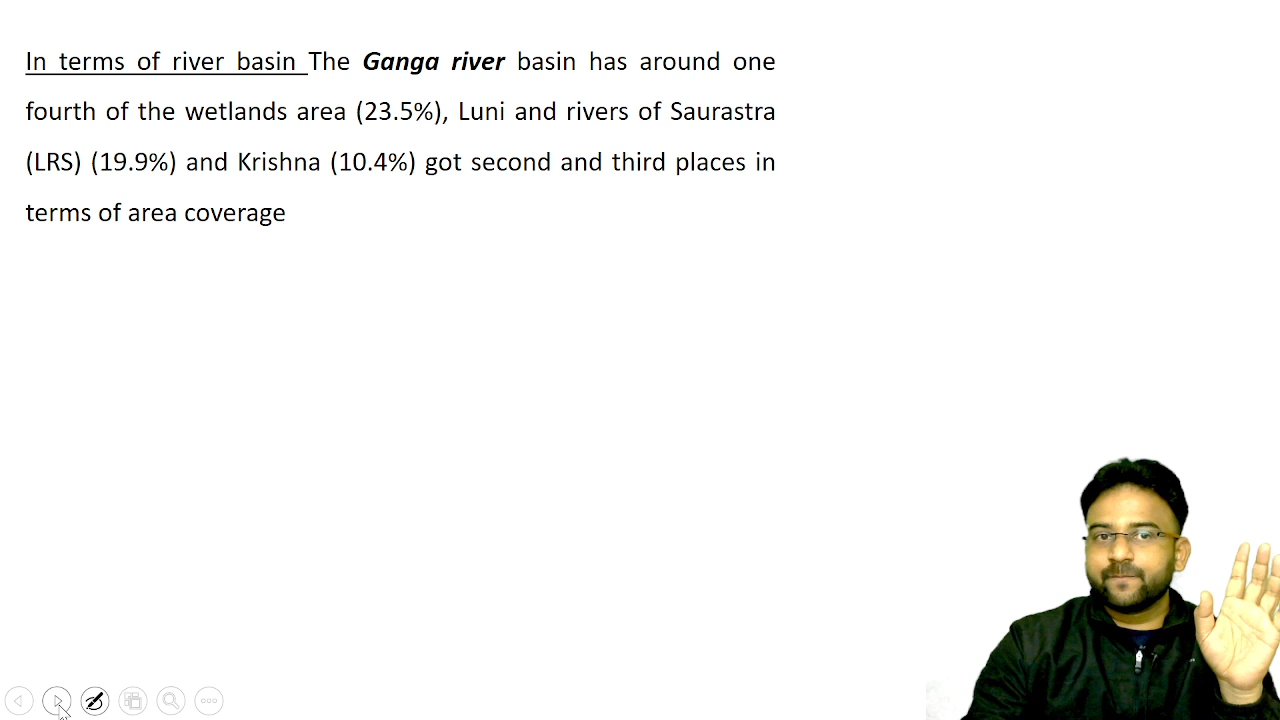 In terms of river basin The Ganga river basin has around one
fourth of the wetlands area (23.5%), Luni and rivers of Saurastra
(LRS) (19.9%) and Krishna (10.4%) got second and third places in
terms of area coverage